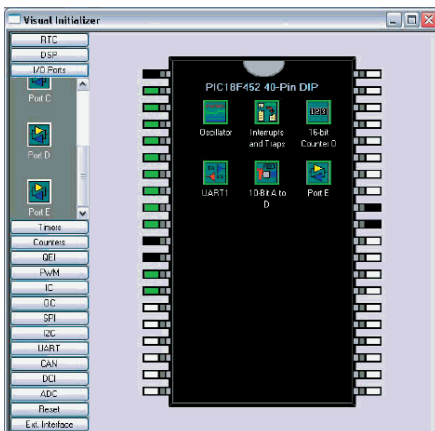 Visual Initializer
RTC
DSP
I/O Ports
Port C
Port D
Port E
Timers
Counters
QEI
PWM
IC
OC
SPI
I2C
UART
CAN
DCI
ADC
Reset
Ext. Interface
PIC18F452 40-Pin DIP
Oscillator
Interrupts and Traps
16-bit Counter0
UART1
10-Bit A to D
Port E